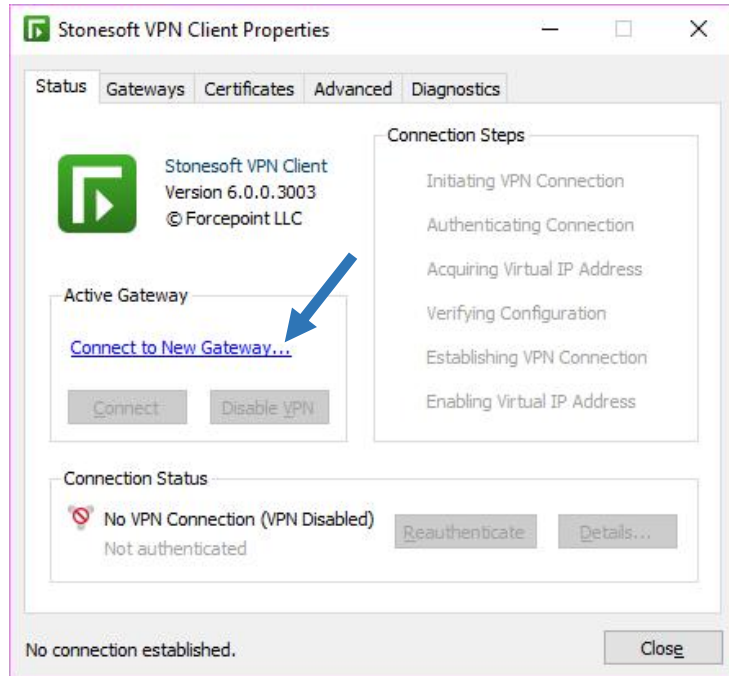 Stonesoft VPN Client Properties
Status Gateways Certificates Advanced Diagnostics
Stonesoft VPN Client
Version 6.0.0.3003
© Forcepoint LLC
Connection Steps
Initiating VPN Connection
Authenticating Connection
Acquiring Virtual IP Address
Verifying Configuration
Establishing VPN Connection
Enabling Virtual IP Address
Active Gateway
Connect to New Gateway...
Connect Disable VPN
Connection Status
No VPN Connection (VPN Disabled)
Not authenticated
Reauthenticate Details...
No connection established.
Close